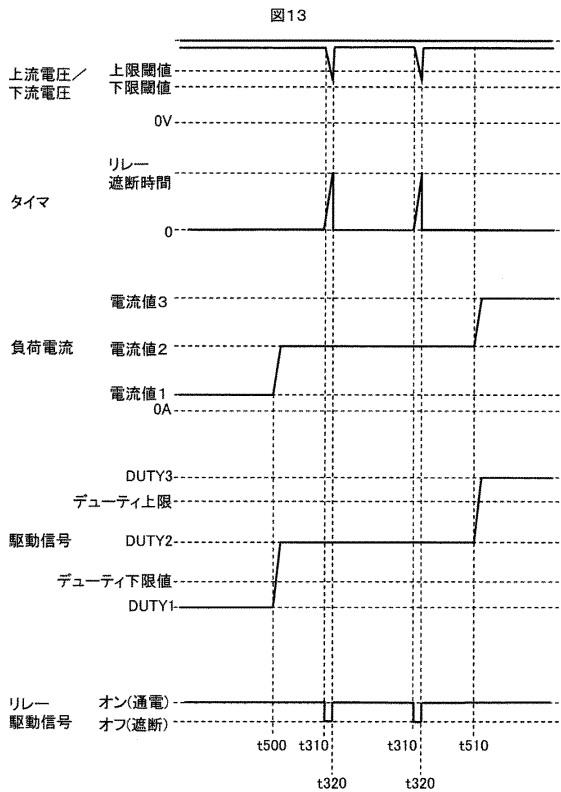 図13
上流電圧／
下流電圧
上限閾値
下限閾値
0V
タイマ
リレー
遮断時間
0
負荷電流
電流値3
電流値2
電流値1
0A
駆動信号
DUTY3
デューティ上限
DUTY2
デューティ下限値
DUTY1
リレー
駆動信号
オン(通電)
オフ(遮断)
t500 t310 t310 t510
t320 t320